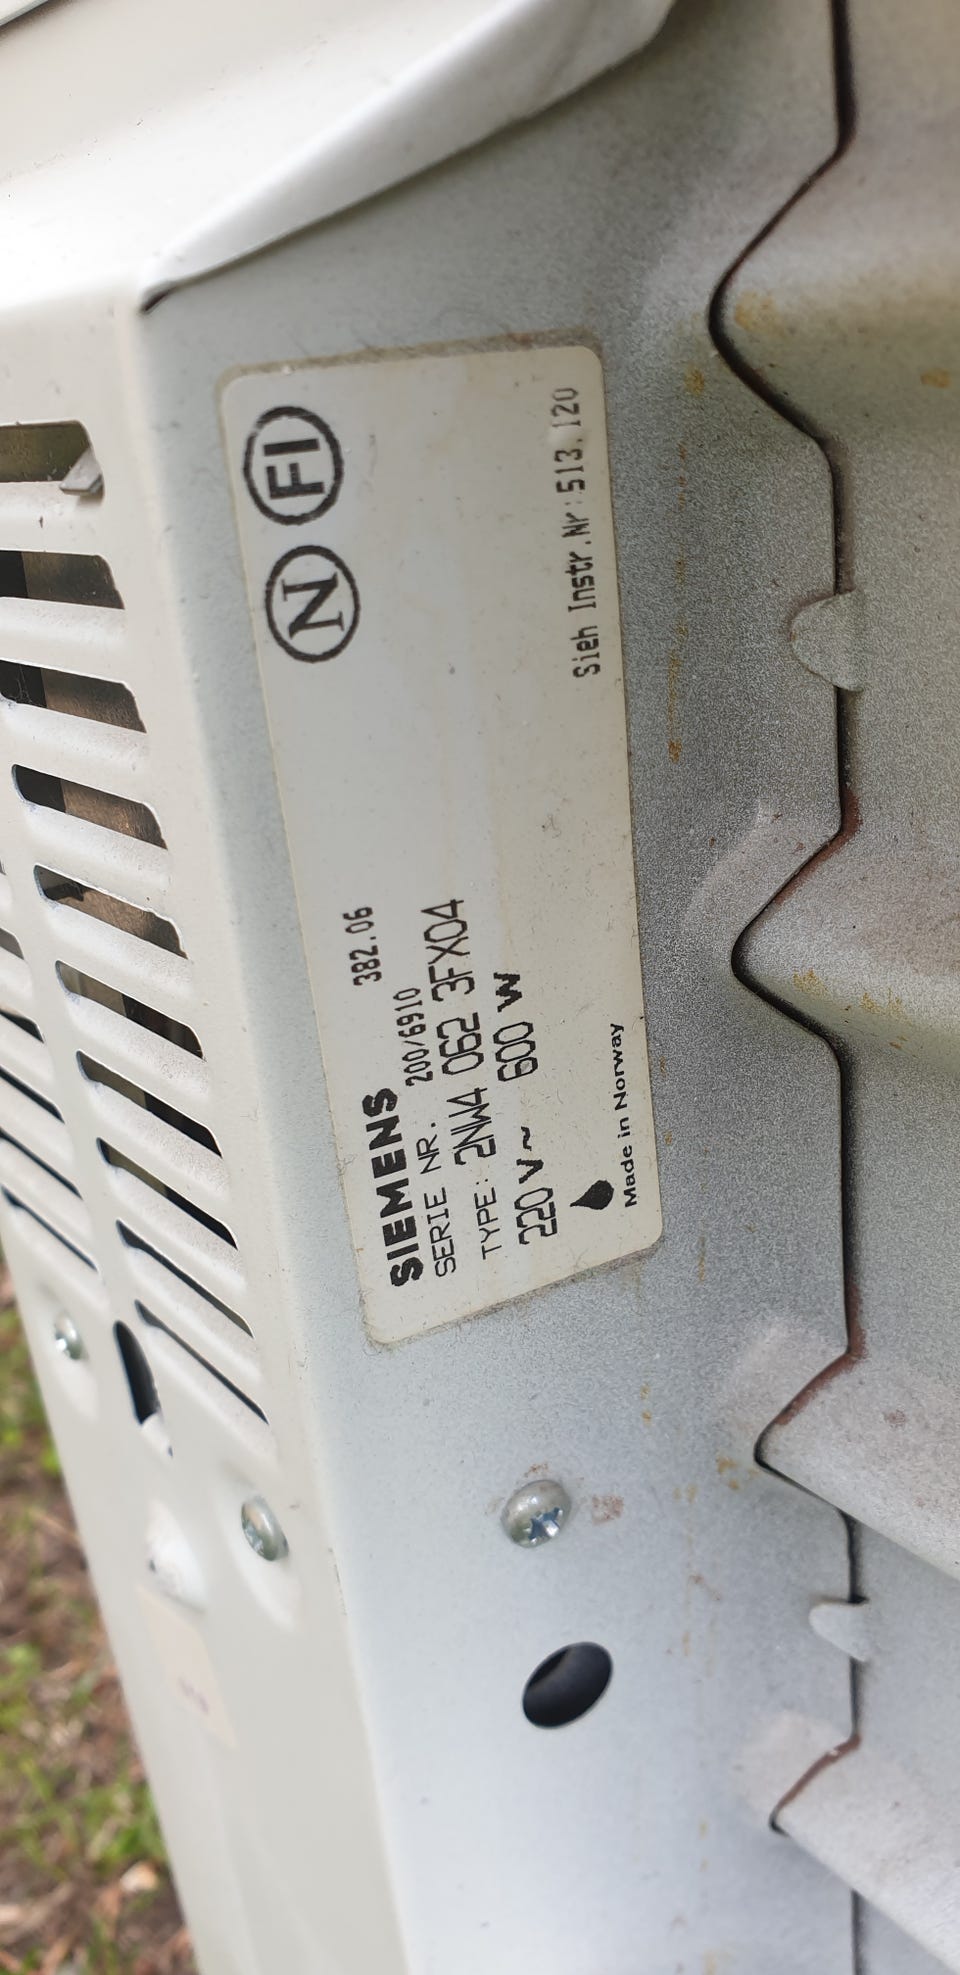 N FI
SIEMENS 382.06
SERIE NR. 200/6910
TYPE: 2NW4 062 3FX04
220 V~ 600 W
Made in Norway
Sieh Instr.Nr:513.120